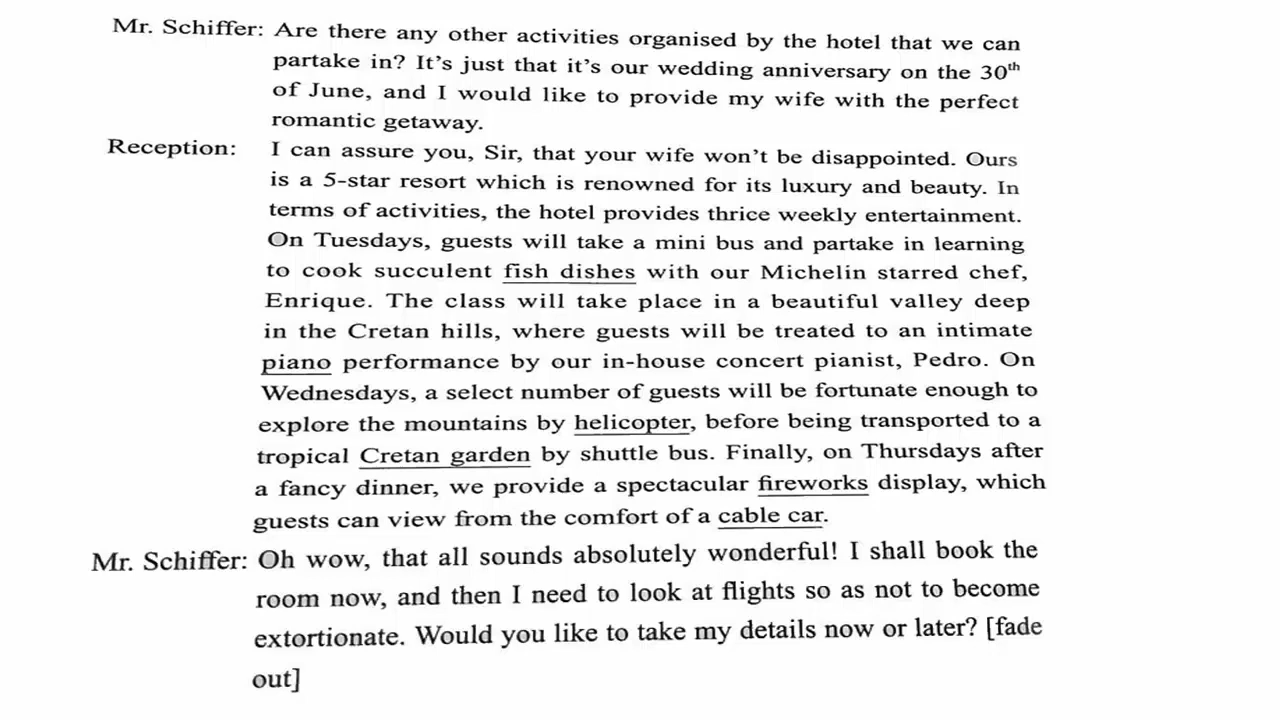 Mr. Schiffer: Are there any other activities organised by the hotel that we can
partake in? It's just that it's our wedding anniversary on the 30th
of June, and I would like to provide my wife with the perfect
romantic getaway.
Reception: I can assure you, Sir, that your wife won't be disappointed. Ours
is a 5-star resort which is renowned for its luxury and beauty. In
terms of activities, the hotel provides thrice weekly entertainment.
On Tuesdays, guests will take a mini bus and partake in learning
to cook succulent fish dishes with our Michelin starred chef,
Enrique. The class will take place in a beautiful valley deep
in the Cretan hills, where guests will be treated to an intimate
piano performance by our in-house concert pianist, Pedro. On
Wednesdays, a select number of guests will be fortunate enough to
explore the mountains by helicopter, before being transported to a
tropical Cretan garden by shuttle bus. Finally, on Thursdays after
a fancy dinner, we provide a spectacular fireworks display, which
guests can view from the comfort of a cable car.
Mr. Schiffer: Oh wow, that all sounds absolutely wonderful! I shall book the
room now, and then I need to look at flights so as not to become
extortionate. Would you like to take my details now or later? [fade
out]